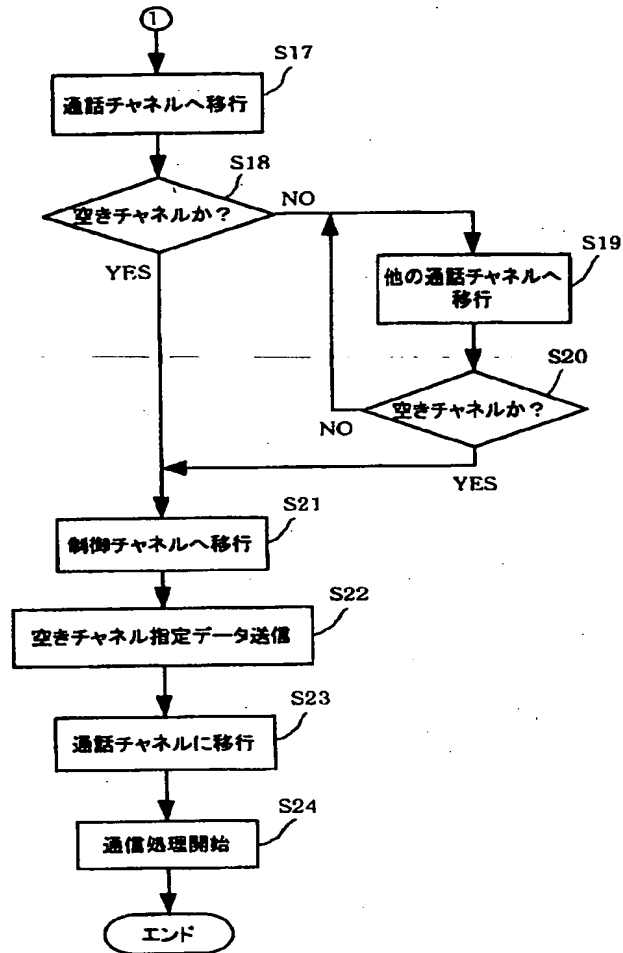 1
S17
通話チャネルへ移行
S18
空きチャネルか?
NO
YES
S19
他の通話チャネルへ
移行
S20
空きチャネルか?
NO
YES
S21
制御チャネルへ移行
S22
空きチャネル指定データ送信
S23
通話チャネルに移行
S24
通信処理開始
エンド